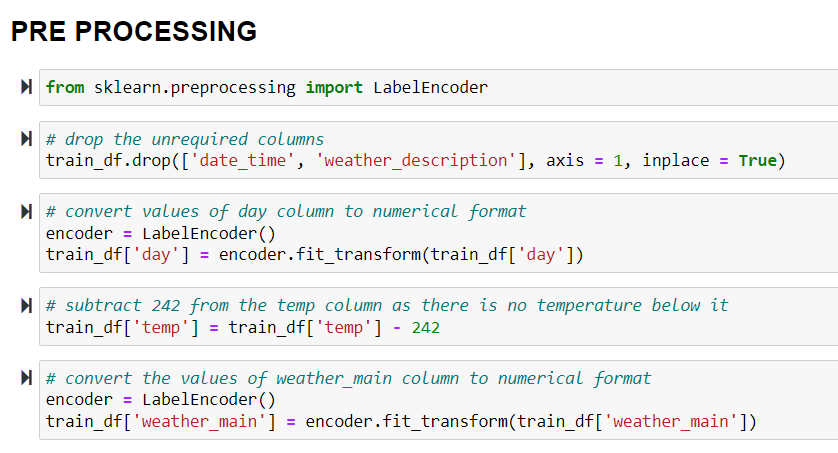 PRE PROCESSING
from sklearn.preprocessing import LabelEncoder
# drop the unrequired columns
train_df.drop(['date_time', 'weather_description'], axis = 1, inplace = True)
# convert values of day column to numerical format
encoder = LabelEncoder()
train_df['day'] = encoder.fit_transform(train_df['day'])
# subtract 242 from the temp column as there is no temperature below it
train_df['temp'] = train_df['temp'] - 242
# convert the values of weather_main column to numerical format
encoder = LabelEncoder()
train_df['weather_main'] = encoder.fit_transform(train_df['weather_main'])